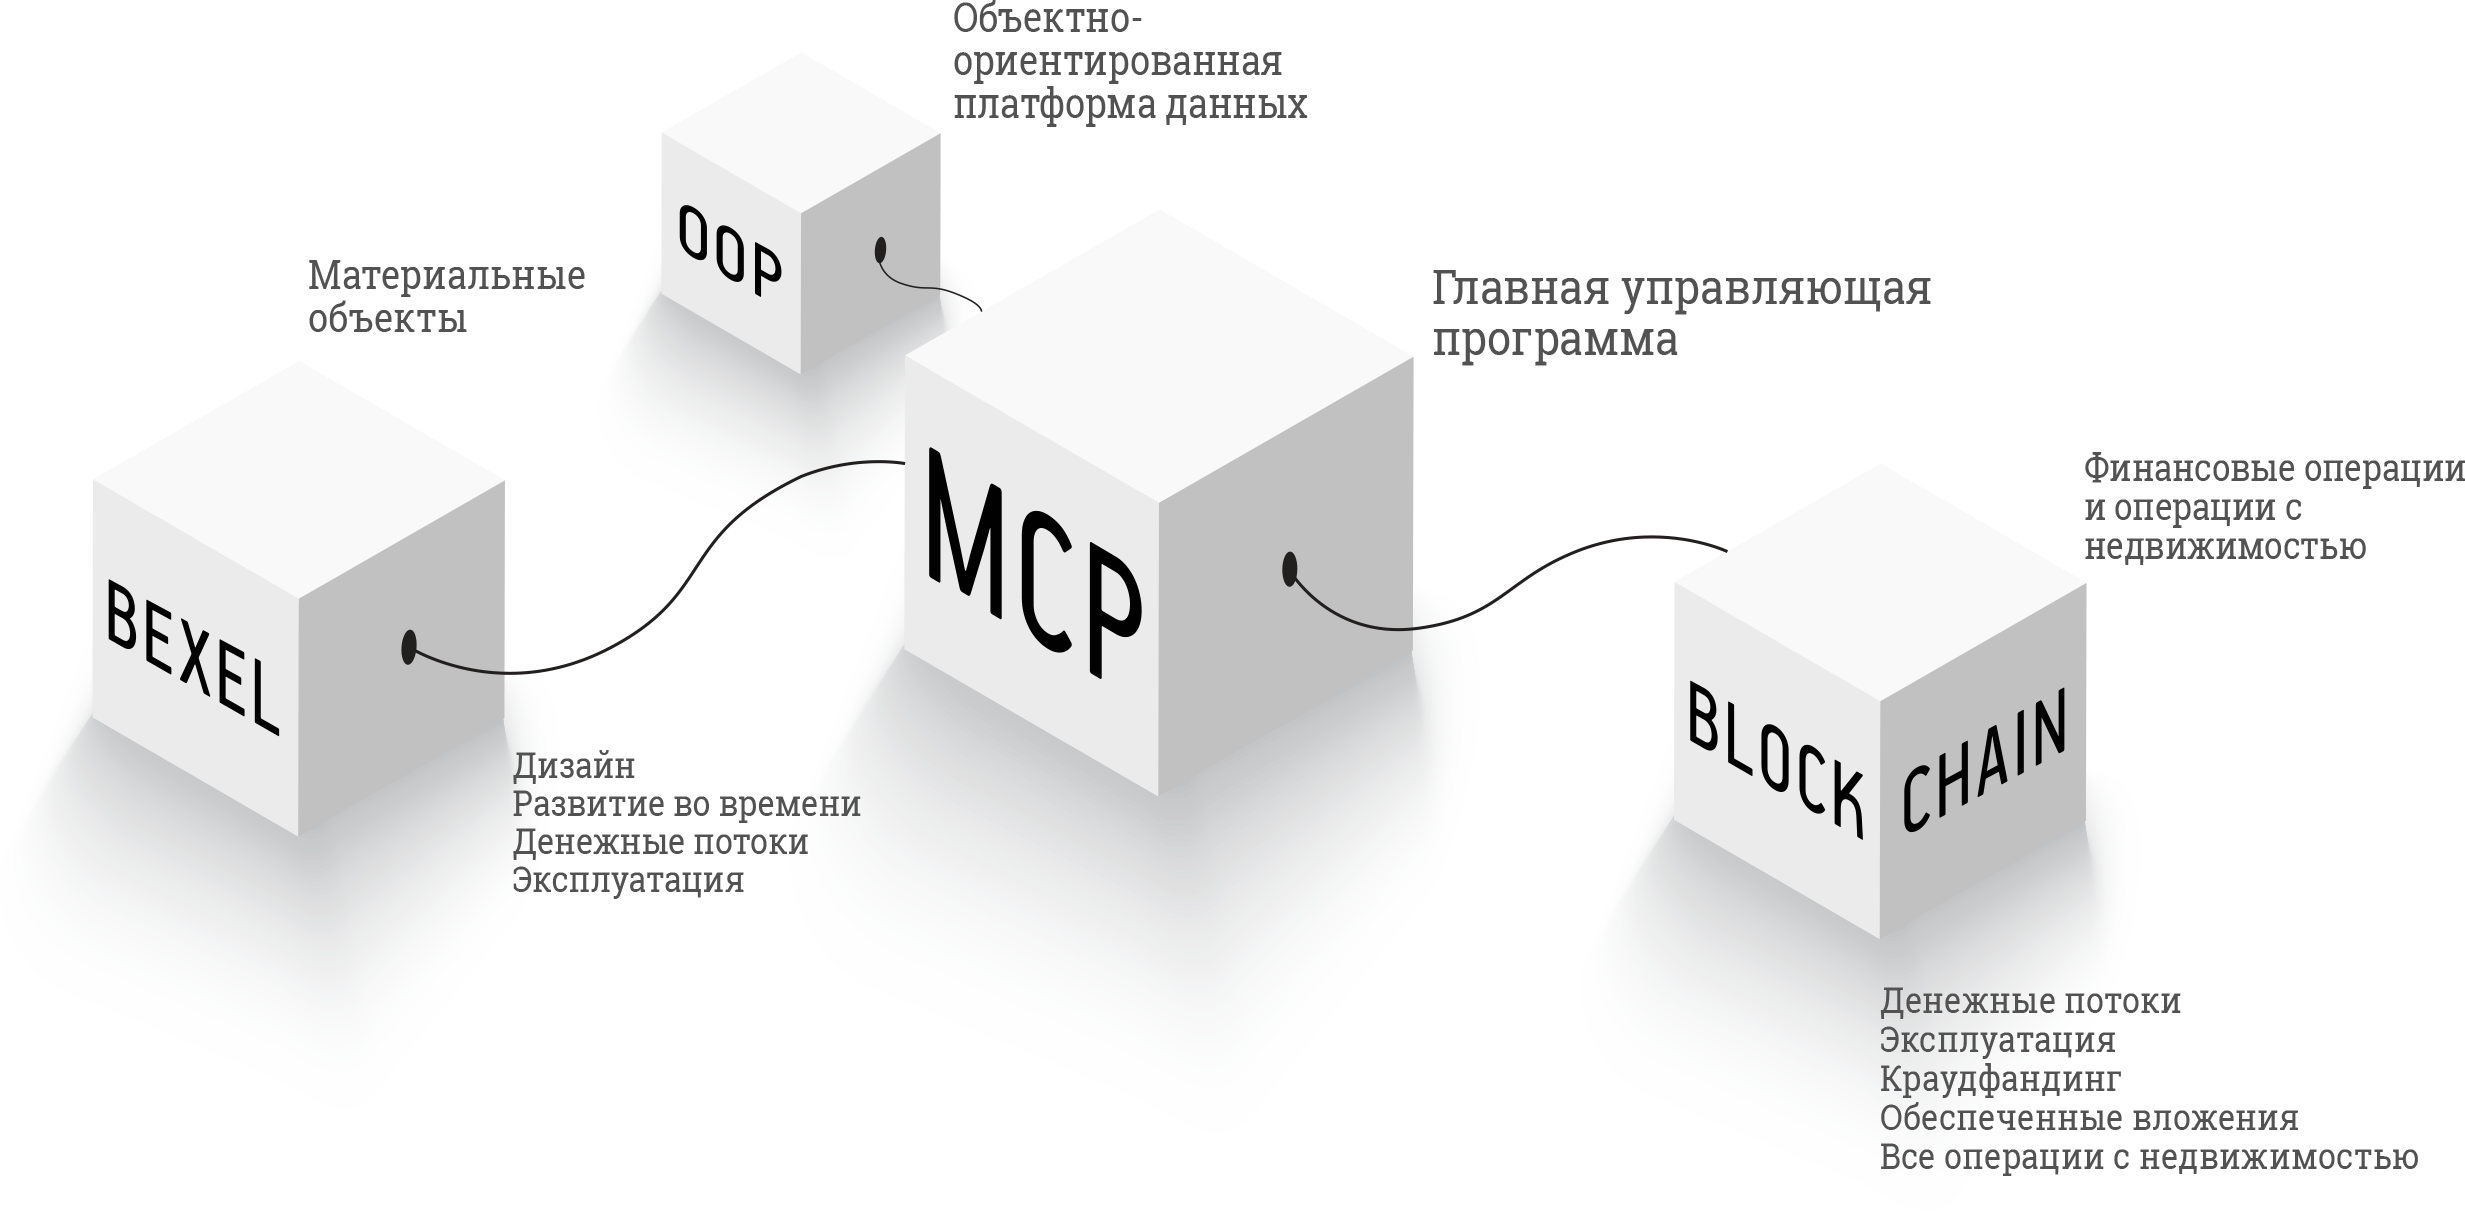 Объектно-
ориентированная
платформа данных
OOP
Материальные
объекты
BEXEL
Дизайн
Развитие во времени
Денежные потоки
Эксплуатация
Главная управляющая
программа
MCP
Финансовые операции
и операции с
недвижимостью
BLOCK
CHAIN
Денежные потоки
Эксплуатация
Краудфандинг
Обеспеченные вложения
Все операции с недвижимостью